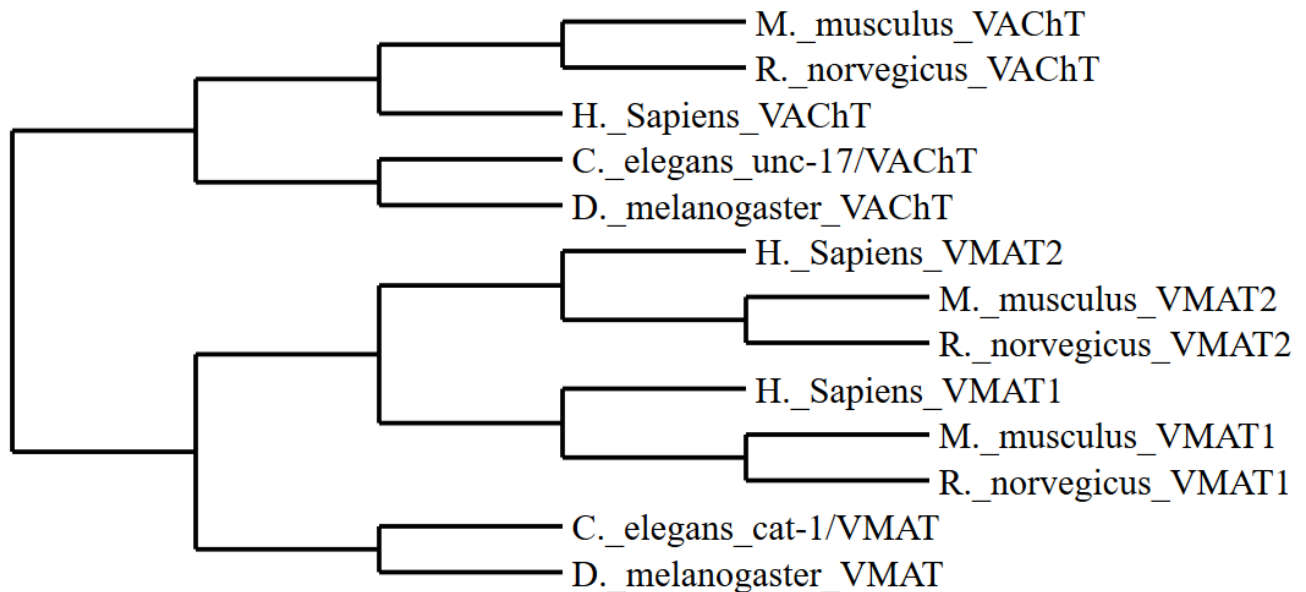 M._musculus_VAChT
R._norvegicus_VAChT
H._Sapiens_VAChT
C._elegans_unc-17/VAChT
D._melanogaster_VAChT
H._Sapiens_VMAT2
M._musculus_VMAT2
R._norvegicus_VMAT2
H._Sapiens_VMAT1
M._musculus_VMAT1
R._norvegicus_VMAT1
C._elegans_cat-1/VMAT
D._melanogaster_VMAT